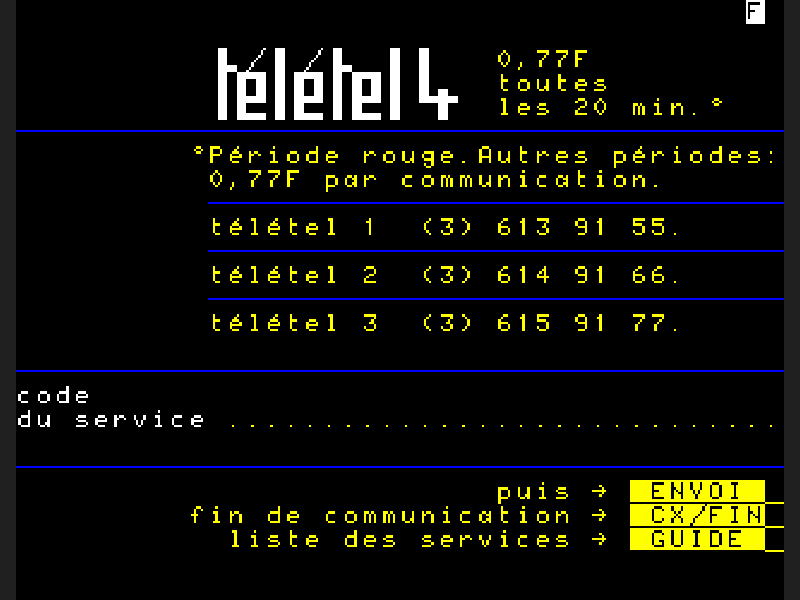 F
télétel 4
0,77F
toutes
les 20 min.°
°Période rouge.Autres périodes:
0,77F par communication.
télétel 1 (3) 613 91 55.
télétel 2 (3) 614 91 66.
télétel 3 (3) 615 91 77.
code
du service .............................
puis → ENVOI
fin de communication → CX/FIN
liste des services → GUIDE